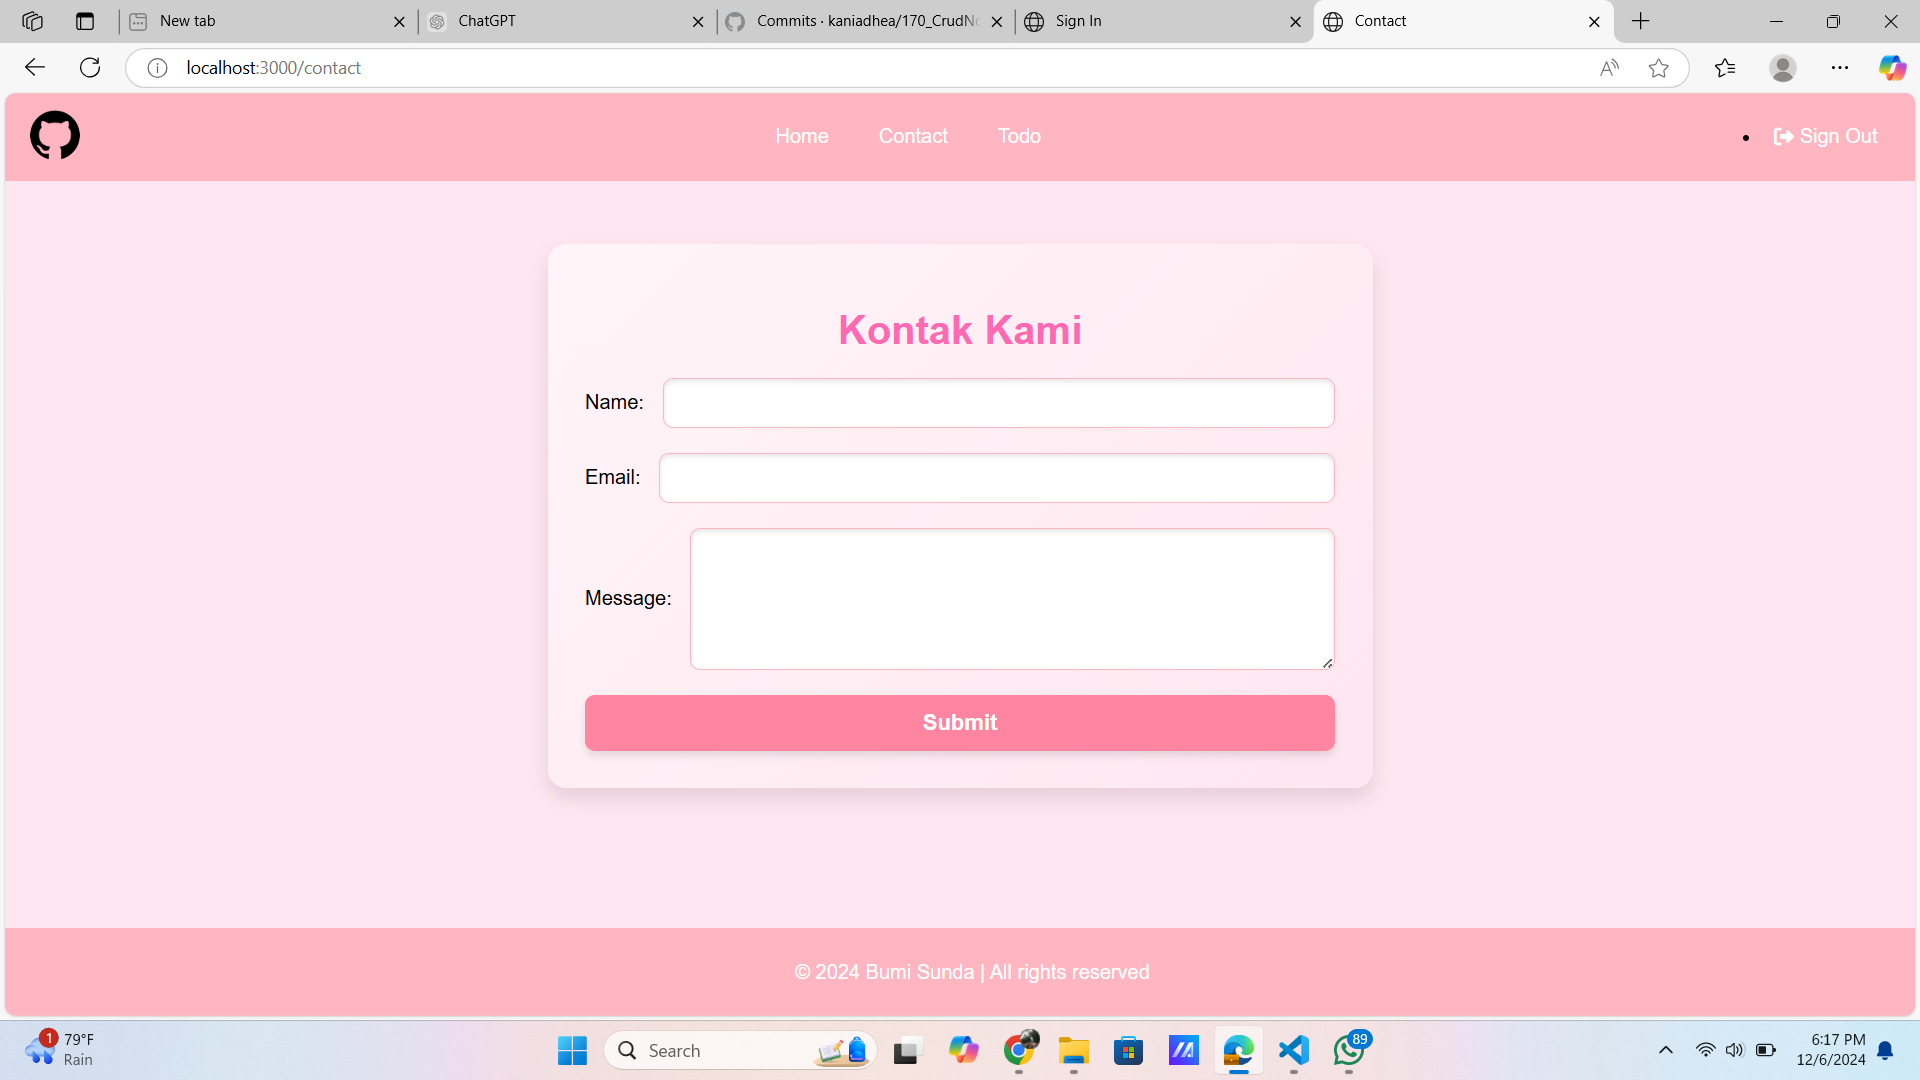 New tab
ChatGPT
Commits · kaniadhea/170_CrudNo
Sign In
Contact
localhost:3000/contact
Home
Contact
Todo
Sign Out
Kontak Kami
Name:
Email:
Message:
Submit
© 2024 Bumi Sunda | All rights reserved
1
79°F
Rain
Search
89
6:17 PM
12/6/2024